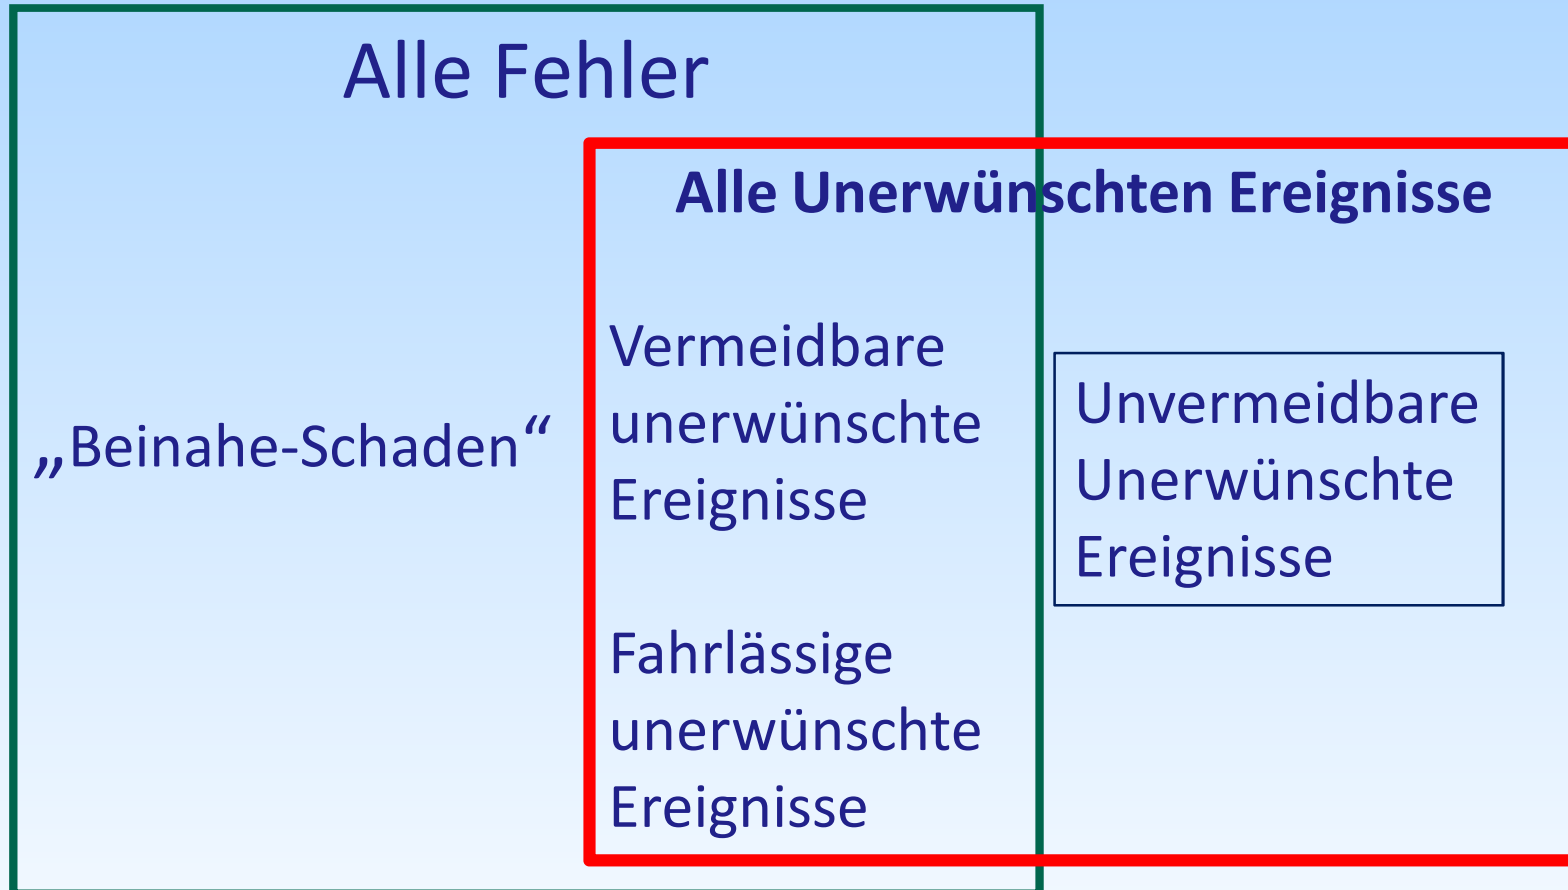 Alle Fehler
Alle Unerwünschten Ereignisse
„Beinahe-Schaden“
Vermeidbare
unerwünschte
Ereignisse
Fahrlässige
unerwünschte
Ereignisse
Unvermeidbare
Unerwünschte
Ereignisse